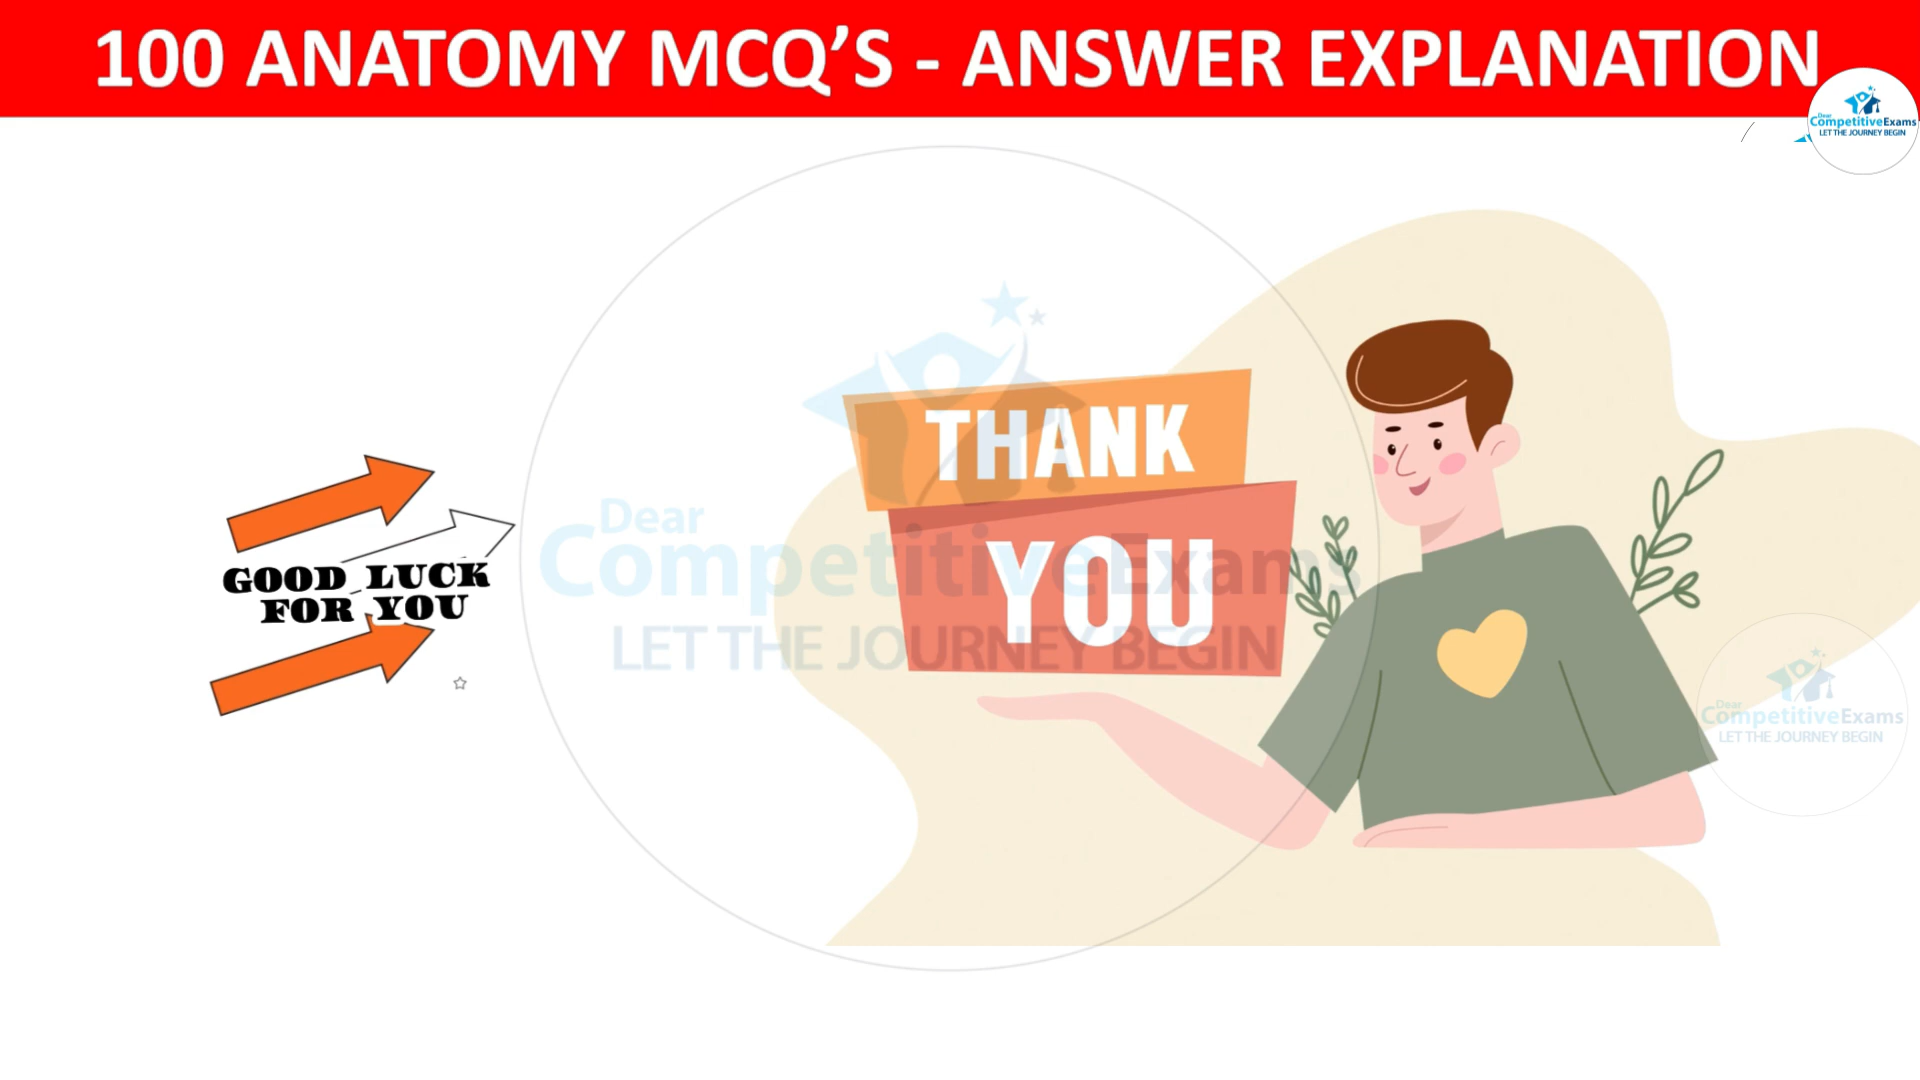 100 ANATOMY MCQ'S - ANSWER EXPLANATION
Dear
CompetitiveExams
LET THE JOURNEY BEGIN
THANK
YOU
GOOD LUCK
FOR YOU
Dear
CompetitiveExams
LET THE JOURNEY BEGIN
Dear
CompetitiveExams
LET THE JOURNEY BEGIN